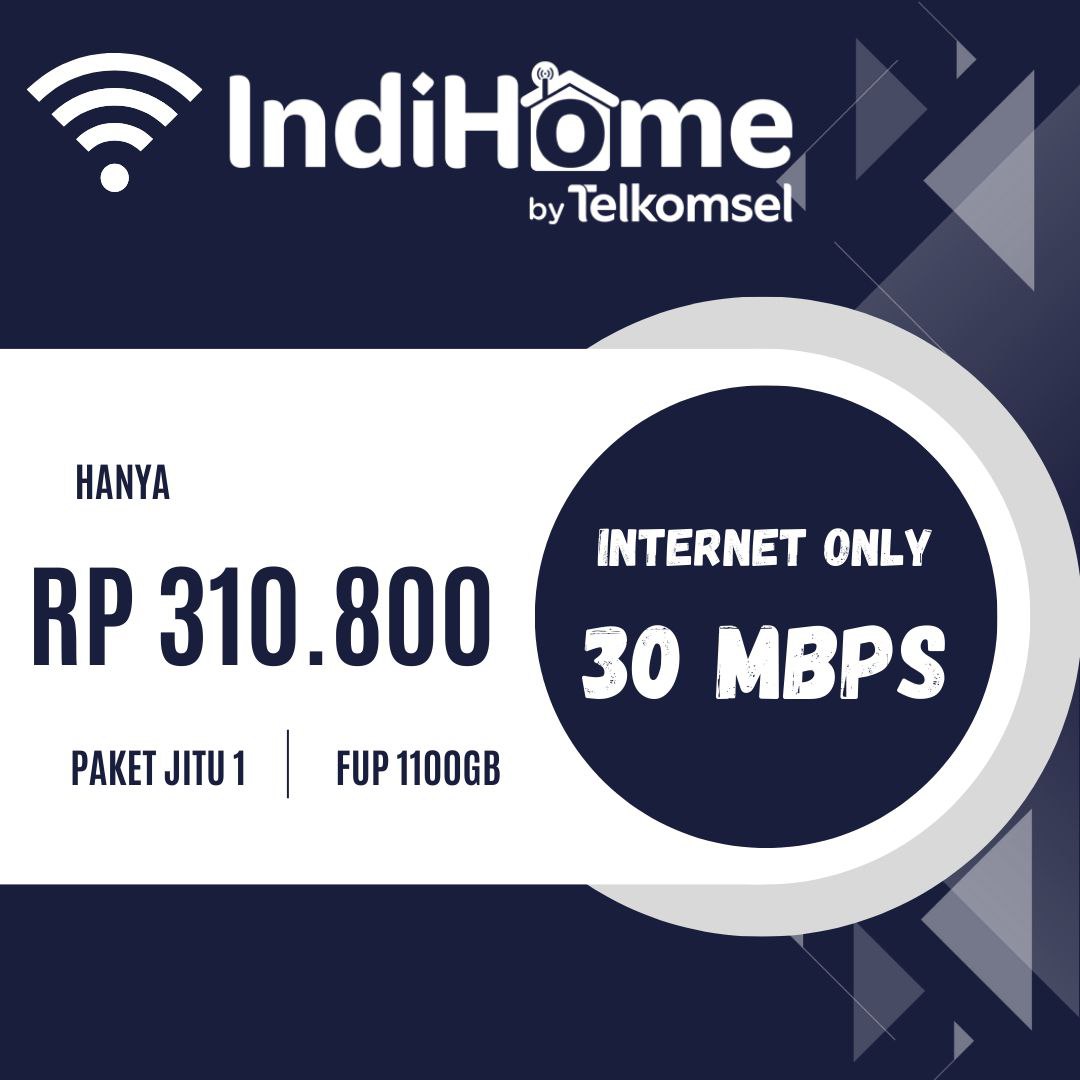 IndiHome
by Telkomsel
HANYA
RP 310.800
PAKET JITU 1
FUP 1100GB
INTERNET ONLY
30 MBPS